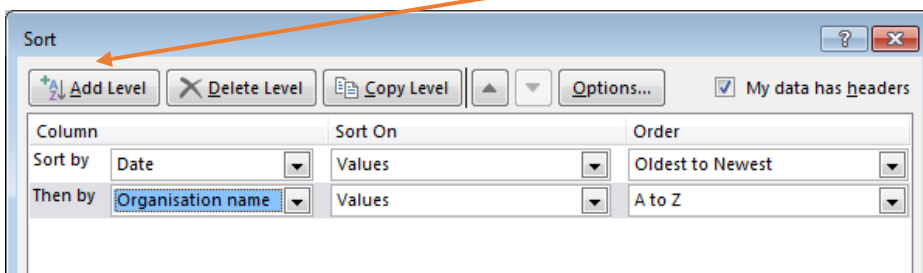 Sort ?
Add Level Delete Level Copy Level Options... My data has headers
Column Sort On Order
Sort by Date Values Oldest to Newest
Then by Organisation name Values A to Z